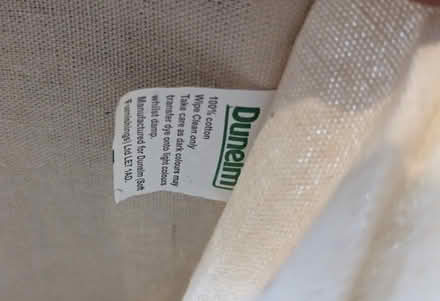 Dunelm
100% cotton
Wipe Clean only
Take care as dark colours may
transfer dye onto light colours
whilst damp.
Manufactured for Dunelm (Soft
Furnishings) Ltd LE7 1AD.